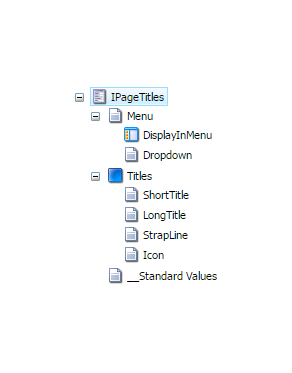 IPageTitles
Menu
DisplayInMenu
Dropdown
Titles
ShortTitle
LongTitle
StrapLine
Icon
__Standard Values